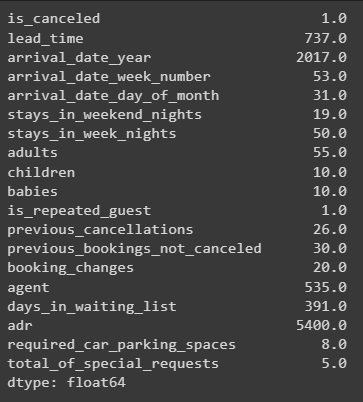 is_canceled 1.0
lead_time 737.0
arrival_date_year 2017.0
arrival_date_week_number 53.0
arrival_date_day_of_month 31.0
stays_in_weekend_nights 19.0
stays_in_week_nights 50.0
adults 55.0
children 10.0
babies 10.0
is_repeated_guest 1.0
previous_cancellations 26.0
previous_bookings_not_canceled 30.0
booking_changes 20.0
agent 535.0
days_in_waiting_list 391.0
adr 5400.0
required_car_parking_spaces 8.0
total_of_special_requests 5.0
dtype: float64